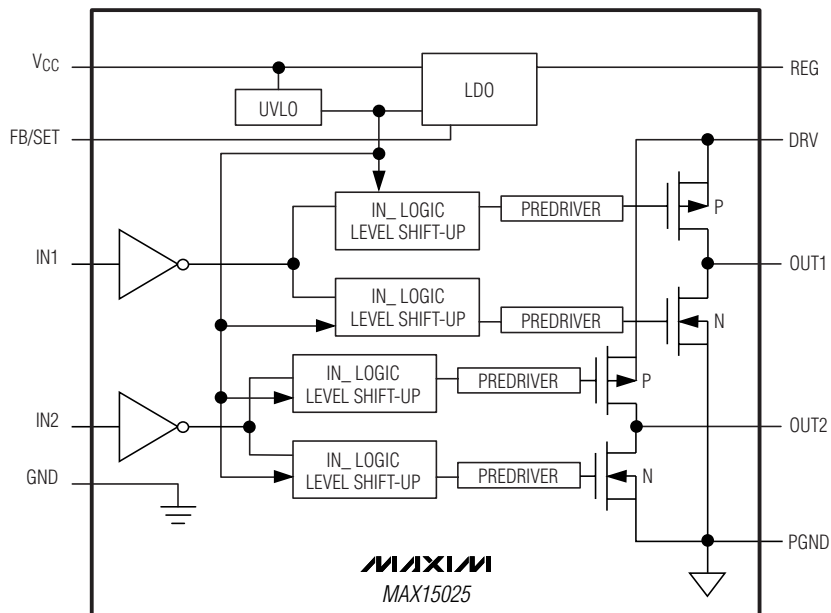 VCC
REG
LDO
UVLO
FB/SET
DRV
IN_ LOGIC
LEVEL SHIFT-UP
PREDRIVER
P
IN1
OUT1
IN_ LOGIC
LEVEL SHIFT-UP
PREDRIVER
N
IN_ LOGIC
LEVEL SHIFT-UP
PREDRIVER
P
IN2
OUT2
IN_ LOGIC
LEVEL SHIFT-UP
PREDRIVER
N
GND
PGND
MAXIM
MAX15025